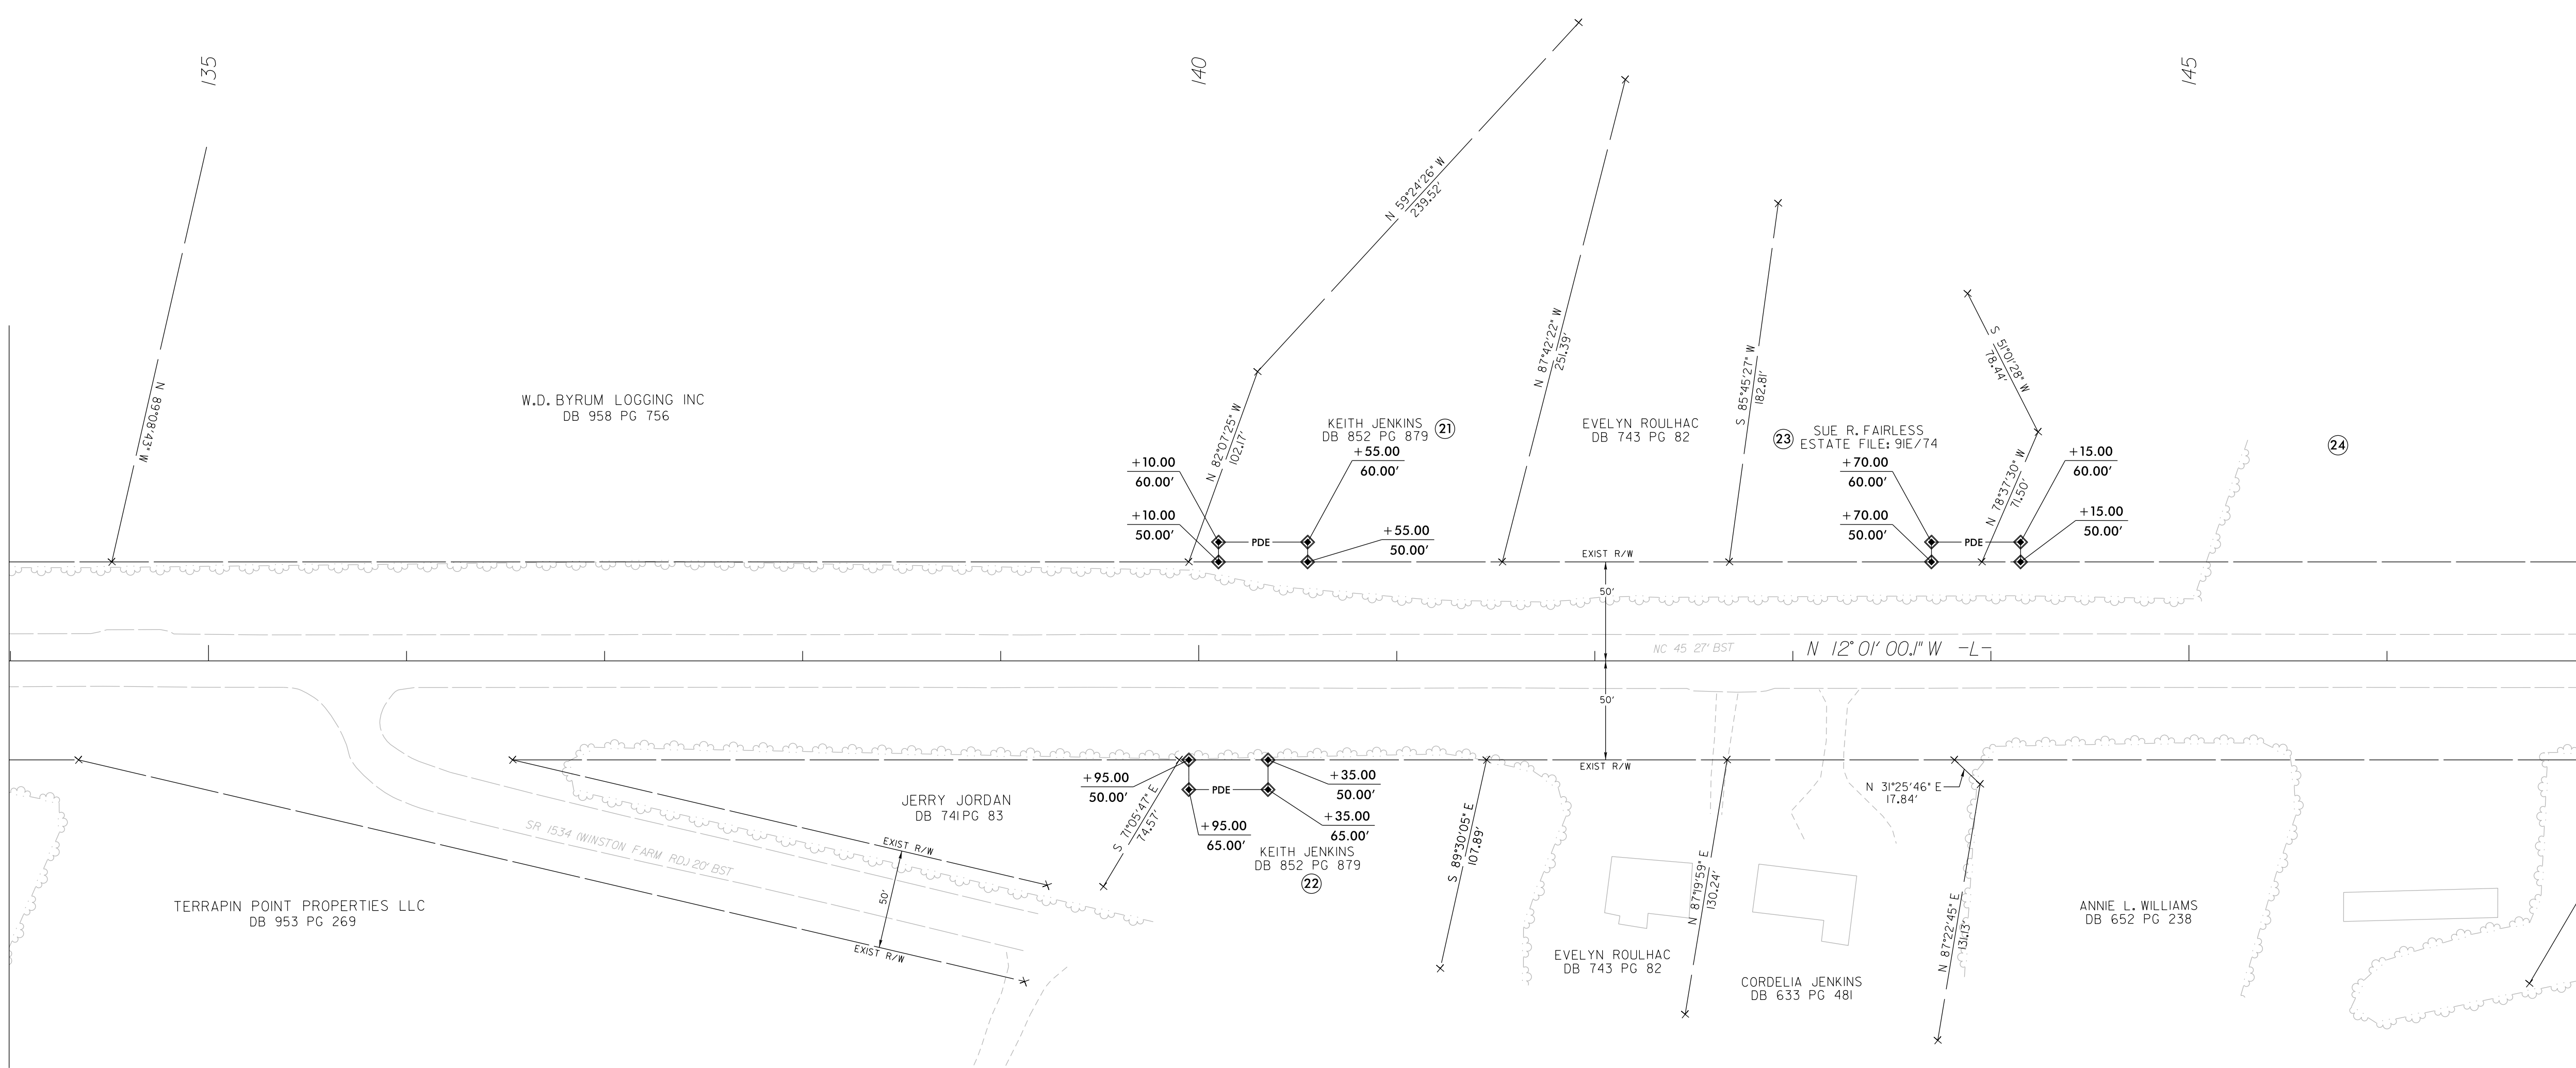 135
140
145
N 59°24'26" W
239.52'
N 89°08'43" W
W.D. BYRUM LOGGING INC
DB 958 PG 756
N 82°07'25" W
102.17'
KEITH JENKINS
DB 852 PG 879
21
N 87°42'22" W
251.39'
EVELYN ROULHAC
DB 743 PG 82
S 85°45'27" W
182.81'
23
SUE R. FAIRLESS
ESTATE FILE: 91E/74
S 51°01'28" W
78.44'
N 78°37'30" W
71.50'
24
+10.00
60.00'
+55.00
60.00'
+10.00
50.00'
+55.00
50.00'
PDE
+70.00
60.00'
+15.00
60.00'
+70.00
50.00'
+15.00
50.00'
PDE
EXIST R/W
50'
NC 45 27' BST
N 12°01'00.1" W -L-
50'
EXIST R/W
+95.00
50.00'
PDE
+35.00
50.00'
+95.00
65.00'
+35.00
65.00'
JERRY JORDAN
DB 741 PG 83
S 71°05'47" E
74.57'
KEITH JENKINS
DB 852 PG 879
22
S 89°30'05" E
107.89'
N 31°25'46" E
17.84'
SR 1534 (WINSTON FARM RD.) 20' BST
EXIST R/W
50'
EXIST R/W
TERRAPIN POINT PROPERTIES LLC
DB 953 PG 269
N 87°19'59" E
130.24'
EVELYN ROULHAC
DB 743 PG 82
CORDELIA JENKINS
DB 633 PG 481
N 87°22'45" E
131.13'
ANNIE L. WILLIAMS
DB 652 PG 238